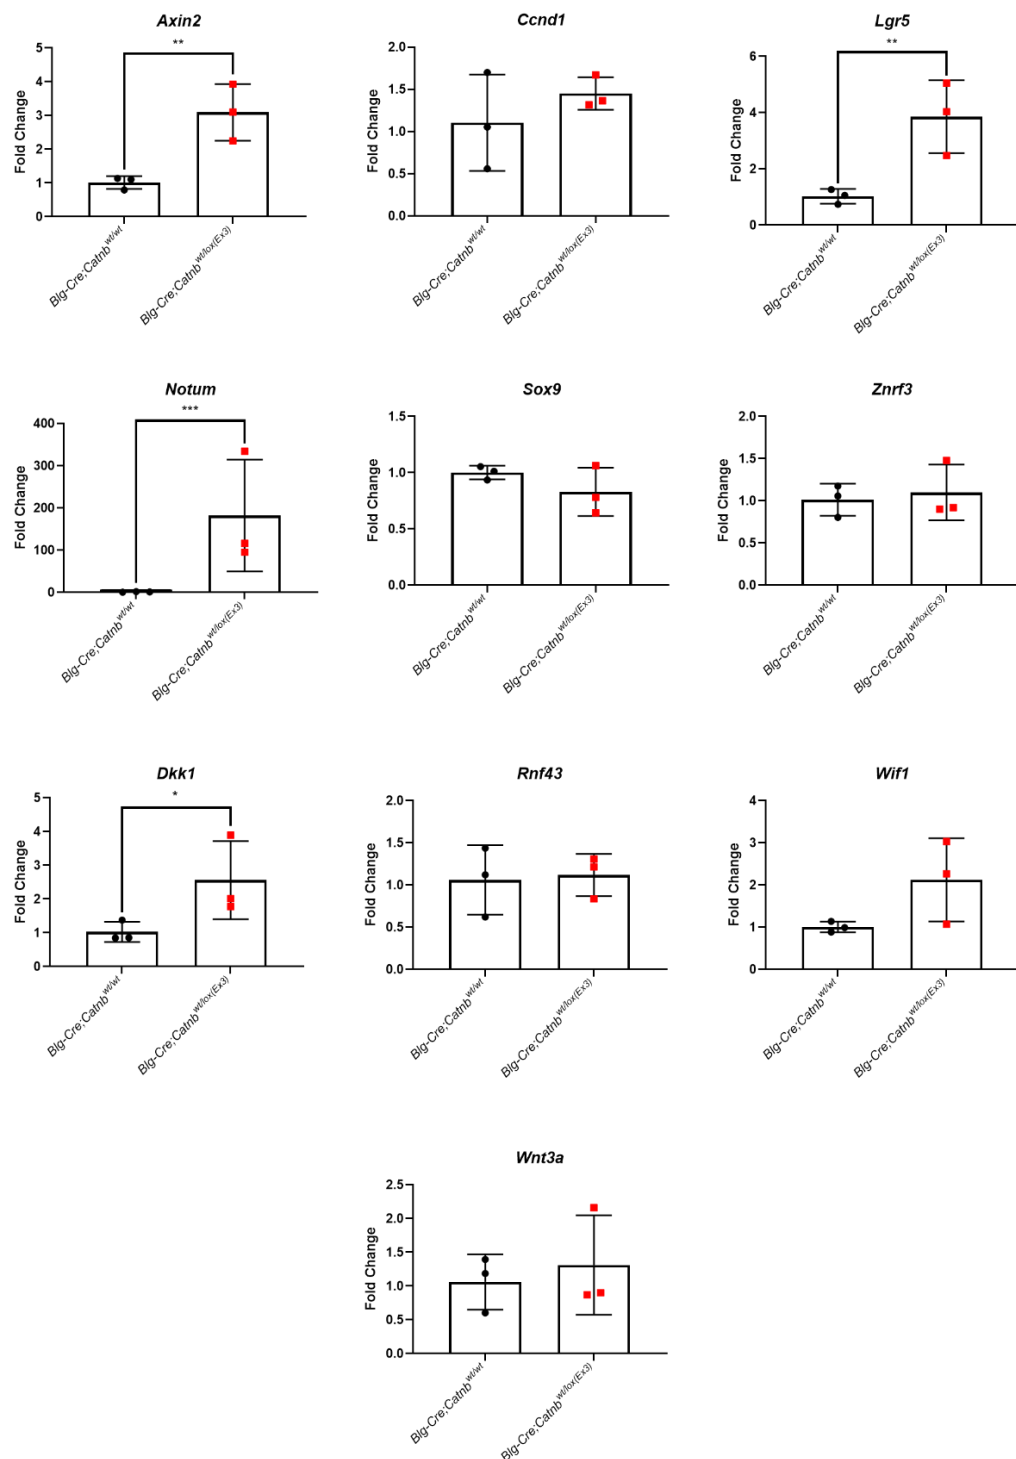 Axin2
**
Fold Change
5
4
3
2
1
0
Blg-Cre;Catnb^wt/wt
Blg-Cre;Catnb^wt/lox(Ex3)
Ccnd1
Fold Change
2.0
1.5
1.0
0.5
0.0
Blg-Cre;Catnb^wt/wt
Blg-Cre;Catnb^wt/lox(Ex3)
Lgr5
**
Fold Change
6
4
2
0
Blg-Cre;Catnb^wt/wt
Blg-Cre;Catnb^wt/lox(Ex3)
Notum
***
Fold Change
400
300
200
100
0
Blg-Cre;Catnb^wt/wt
Blg-Cre;Catnb^wt/lox(Ex3)
Sox9
Fold Change
1.5
1.0
0.5
0.0
Blg-Cre;Catnb^wt/wt
Blg-Cre;Catnb^wt/lox(Ex3)
Znrf3
Fold Change
2.0
1.5
1.0
0.5
0.0
Blg-Cre;Catnb^wt/wt
Blg-Cre;Catnb^wt/lox(Ex3)
Dkk1
*
Fold Change
5
4
3
2
1
0
Blg-Cre;Catnb^wt/wt
Blg-Cre;Catnb^wt/lox(Ex3)
Rnf43
Fold Change
2.0
1.5
1.0
0.5
0.0
Blg-Cre;Catnb^wt/wt
Blg-Cre;Catnb^wt/lox(Ex3)
Wif1
Fold Change
4
3
2
1
0
Blg-Cre;Catnb^wt/wt
Blg-Cre;Catnb^wt/lox(Ex3)
Wnt3a
Fold Change
2.5
2.0
1.5
1.0
0.5
0.0
Blg-Cre;Catnb^wt/wt
Blg-Cre;Catnb^wt/lox(Ex3)